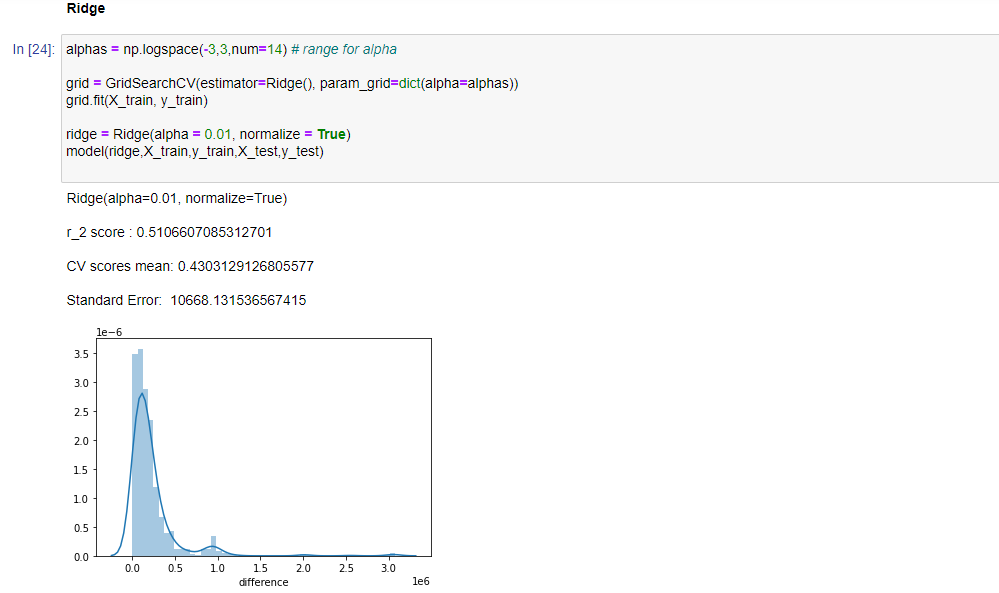 Ridge
In [24]: alphas = np.logspace(-3,3,num=14) # range for alpha
grid = GridSearchCV(estimator=Ridge(), param_grid=dict(alpha=alphas))
grid.fit(X_train, y_train)
ridge = Ridge(alpha = 0.01, normalize = True)
model(ridge,X_train,y_train,X_test,y_test)
Ridge(alpha=0.01, normalize=True)
r_2 score : 0.5106607085312701
CV scores mean: 0.4303129126805577
Standard Error:  10668.131536567415
1e−6
3.5
3.0
2.5
2.0
1.5
1.0
0.5
0.0
0.0 0.5 1.0 1.5 2.0 2.5 3.0
difference
1e6